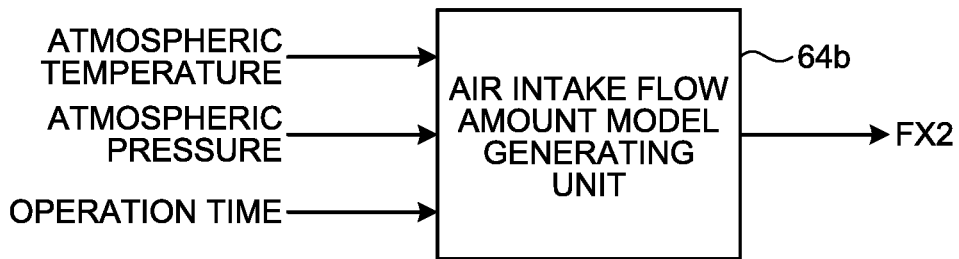 ATMOSPHERIC
TEMPERATURE
ATMOSPHERIC
PRESSURE
OPERATION TIME
AIR INTAKE FLOW
AMOUNT MODEL
GENERATING
UNIT
64b
FX2